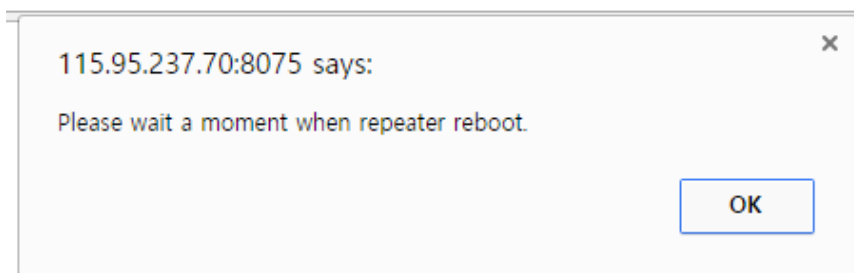 115.95.237.70:8075 says:
Please wait a moment when repeater reboot.
OK